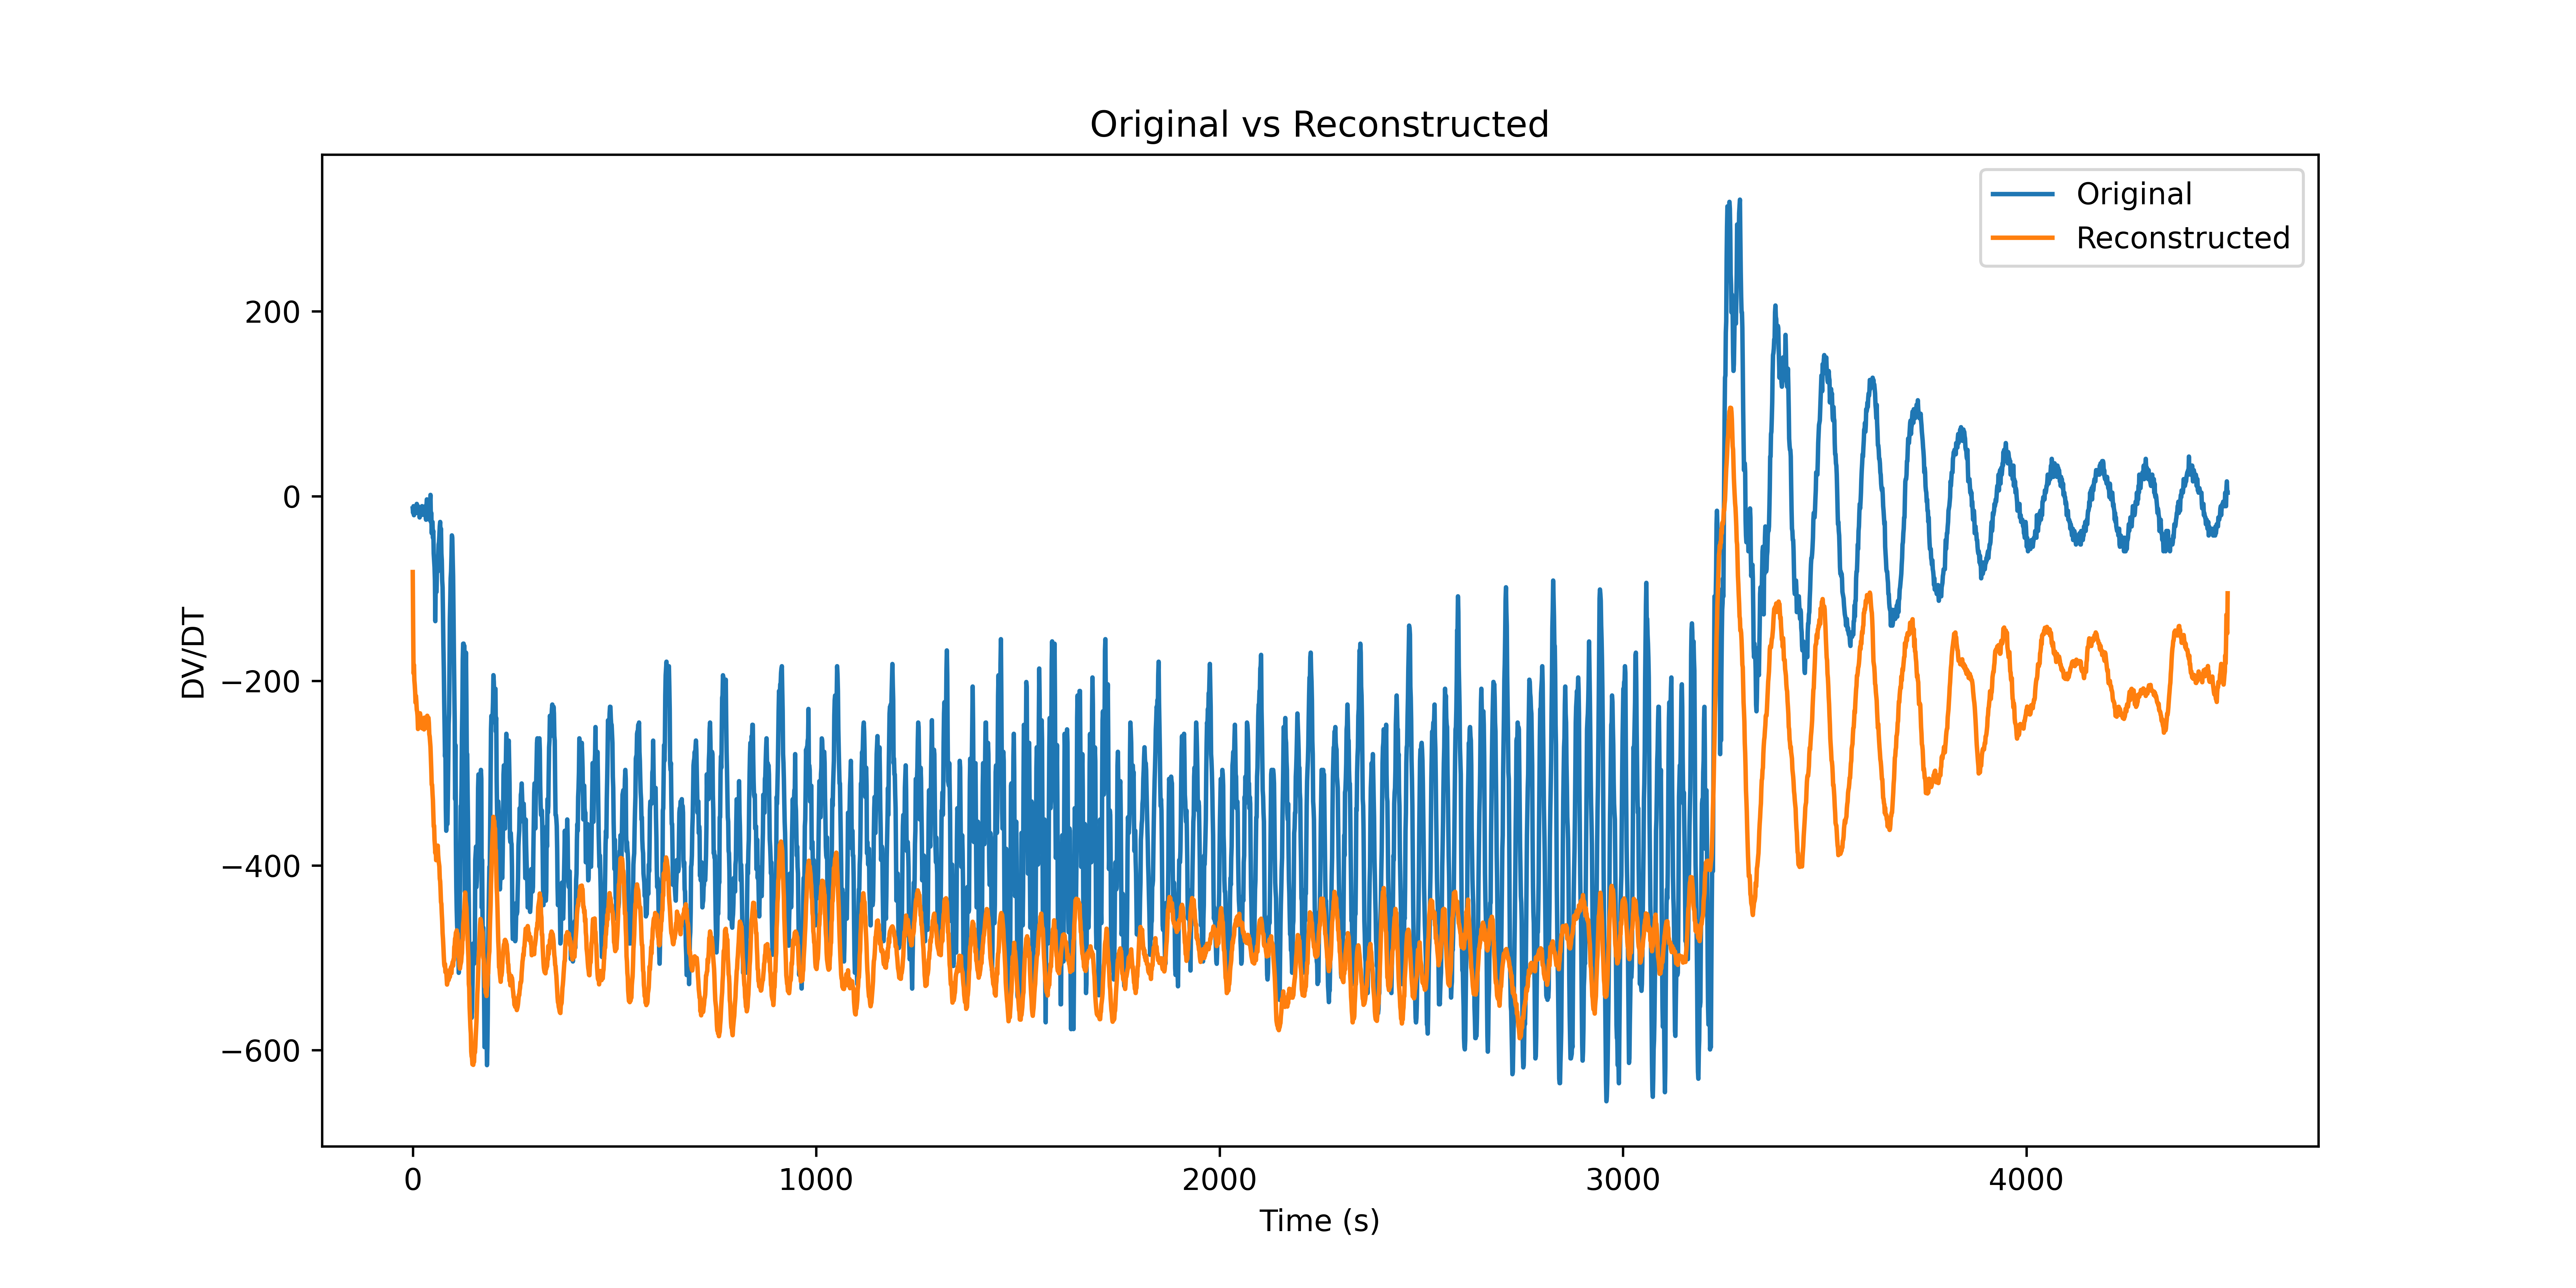 Original vs Reconstructed
Original
Reconstructed
DV/DT
200
0
−200
−400
−600
0
1000
2000
3000
4000
Time (s)